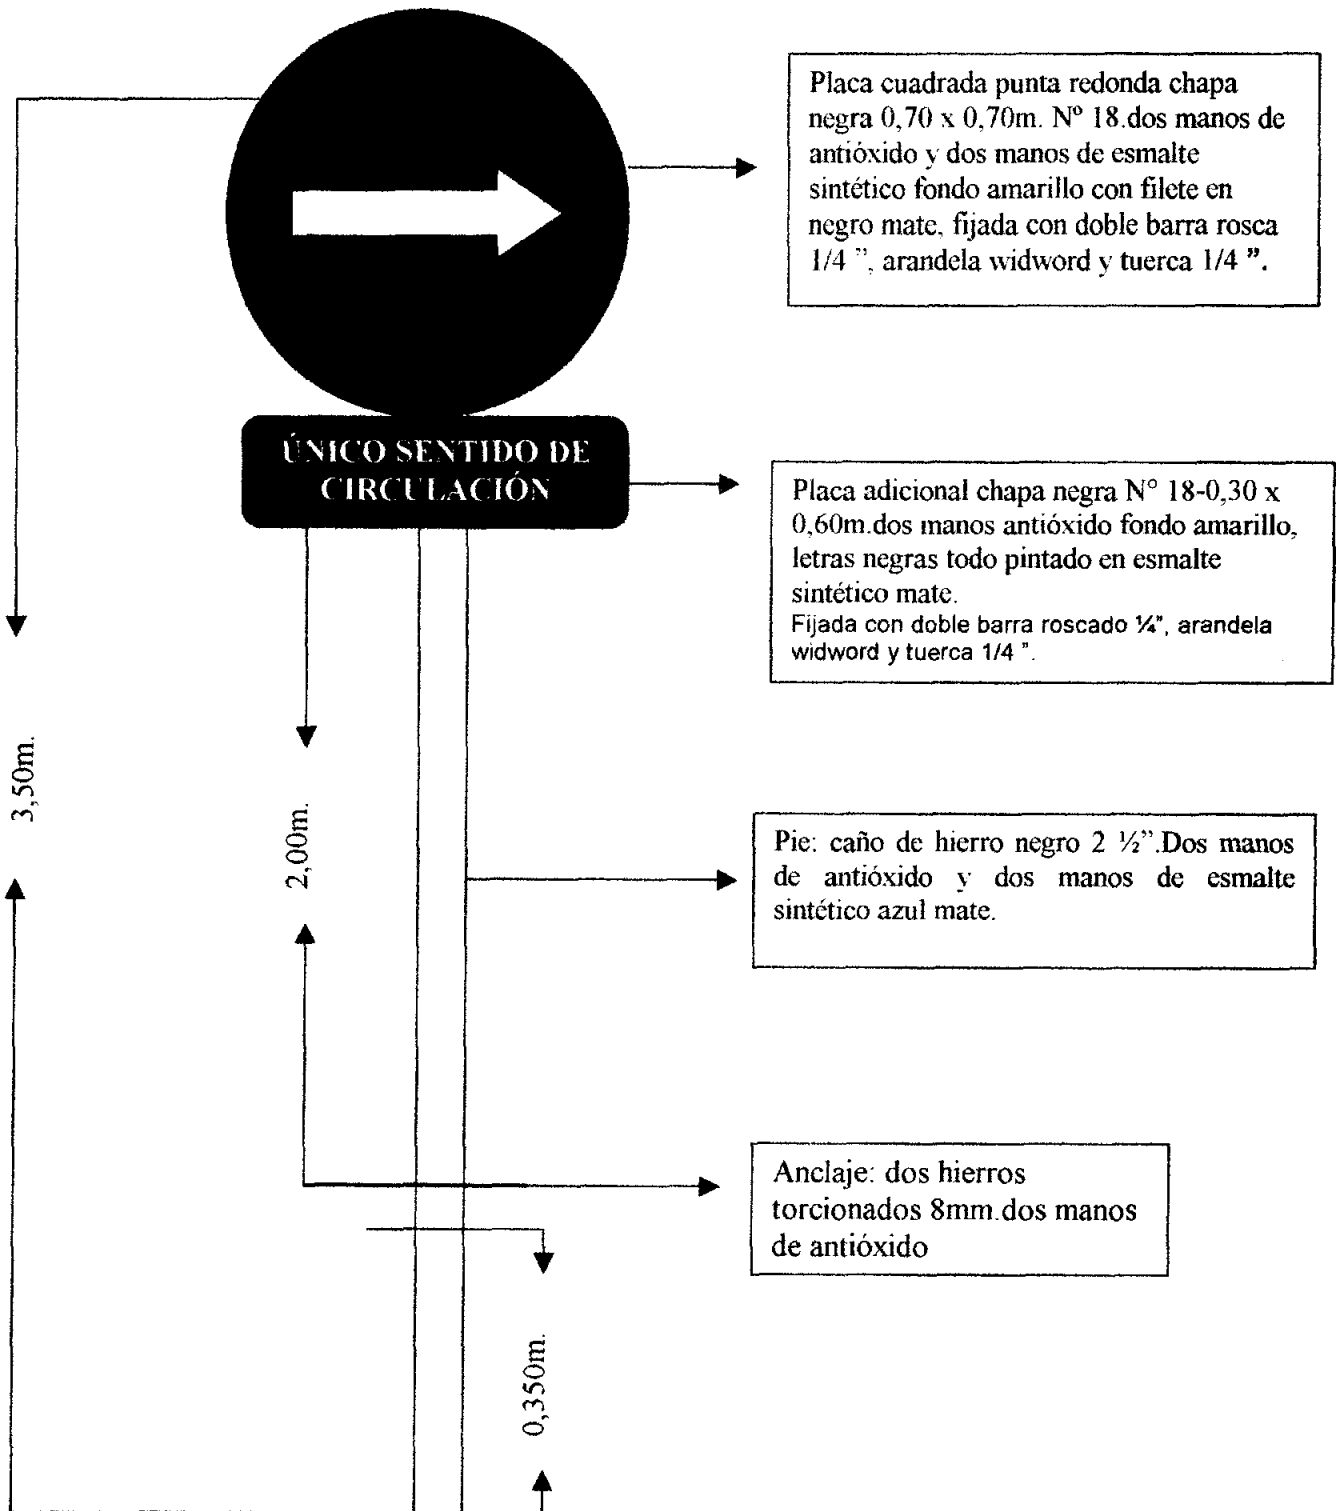 Placa cuadrada punta redonda chapa
negra 0,70 x 0,70m. Nº 18.dos manos de
antióxido y dos manos de esmalte
sintético fondo amarillo con filete en
negro mate, fijada con doble barra rosca
1/4 ”, arandela widword y tuerca 1/4 ”.
ÚNICO SENTIDO DE
CIRCULACIÓN
Placa adicional chapa negra N° 18-0,30 x
0,60m.dos manos antióxido fondo amarillo,
letras negras todo pintado en esmalte
sintético mate.
Fijada con doble barra roscado ¼”, arandela
widword y tuerca 1/4 ”.
3,50m.
2,00m.
Pie: caño de hierro negro 2 ½”.Dos manos
de antióxido y dos manos de esmalte
sintético azul mate.
Anclaje: dos hierros
torcionados 8mm.dos manos
de antióxido
0,350m.